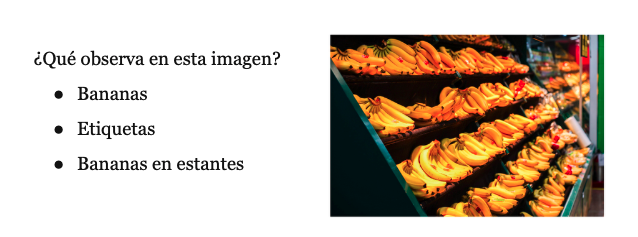 ¿Qué observa en esta imagen?
● Bananas
● Etiquetas
● Bananas en estantes